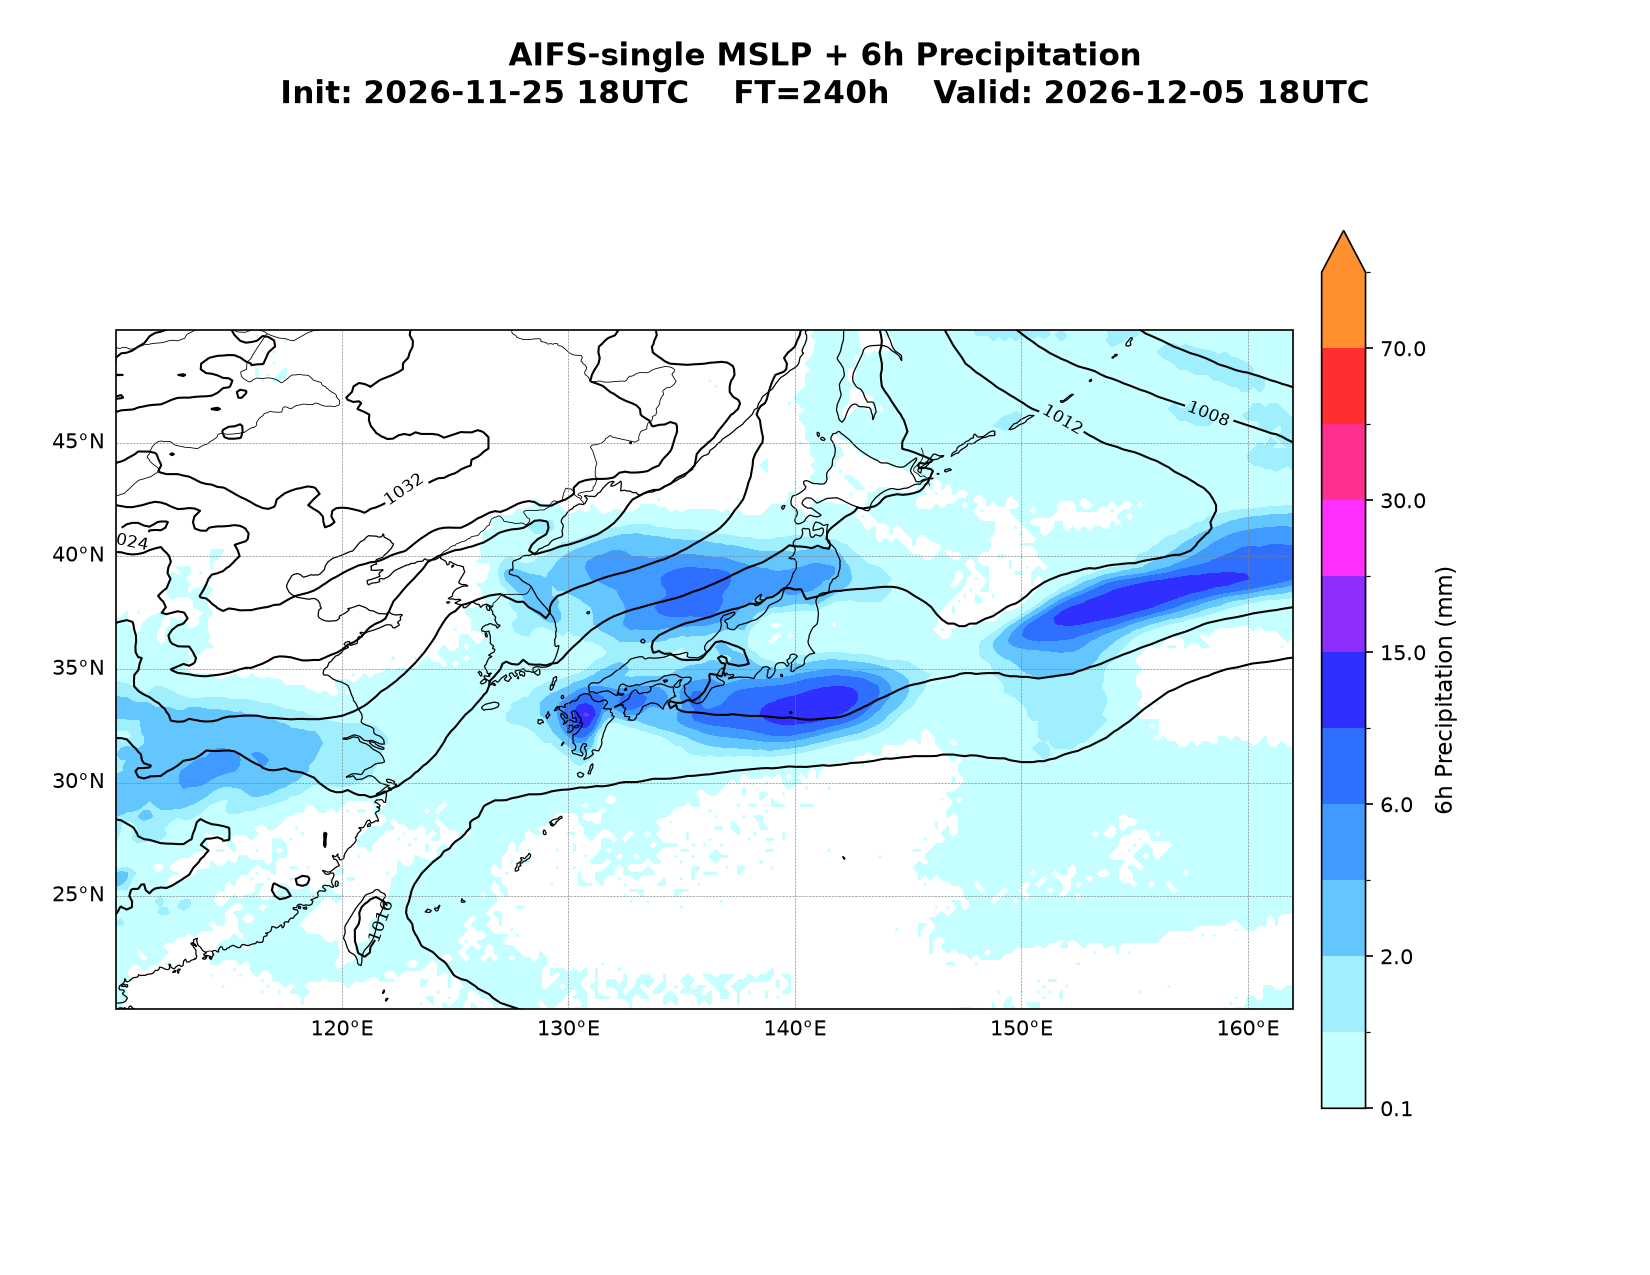 AIFS-single MSLP + 6h Precipitation
Init: 2026-11-25 18UTC    FT=240h    Valid: 2026-12-05 18UTC
70.0
30.0
15.0
6.0
2.0
0.1
6h Precipitation (mm)
45°N
40°N
35°N
30°N
25°N
120°E
130°E
140°E
150°E
160°E
1012
1008
1032
024
1016